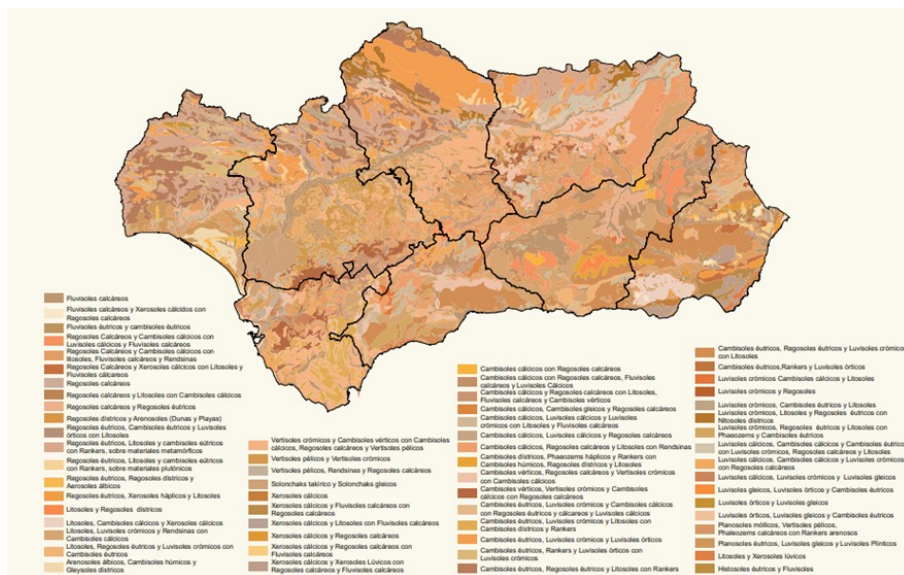 Fluvisoles calcáreos
Fluvisoles calcáreos y Xerosoles cálcidos con
Regosoles calcáreos
Fluvisoles éutricos y cambisoles éutricos
Regosoles Calcáreos y Cambisoles cálcicos con
Luvisoles cálcicos y Fluvisoles calcáreos
Regosoles Calcáreos y Cambisoles cálcicos con
litosoles, Fluvisoles calcáreos y Rendsinas
Regosoles Calcáreos y Xerosoles cálcicos con Litosoles y
Fluvisoles cálcareos
Regosoles calcáreos
Regosoles calcáreos y Litosoles con Cambisoles cálcicos
Regosoles calcáreos y Regosoles éutricos
Regosoles districos y Arenosoles (Dunas y Playas)
Regosoles éutricos, Cambisoles éutricos y Luvisoles
órticos con Litosoles
Regosoles éutricos, Litosoles y cambisoles eútricos
con Rankers, sobre materiales metamórficos
Regosoles eútricos, Litosoles y cambisoles eútricos
con Rankers, sobre materiales plutónicos
Regosoles éutricos, Regosoles dístricos y
Arenosoles álbicos
Regosoles éutricos, Xerosoles háplicos y Litosoles
Litosoles y Regosoles districos
Litosoles, Cambisoles cálcicos y Xerosoles cálcicos
Litosoles, Luvisoles crómicos y Rendsinas con
Cambisoles cálcicos
Litosoles, Regosoles éutricos y Luvisoles crómicos con
Cambisoles éutricos
Arenosoles álbicos, Cambisoles húmicos y
Gleysoles dístricos
Vertisoles crómicos y Cambisoles vérticos con Cambisoles
cálcicos, Regosoles calcáreos y Vertisoles pélicos
Vertisoles pélicos y Vertisoles crómicos
Vertisoles pélicos, Rendsinas y Regosoles calcáreos
Solonchaks takírico y Solonchaks gleicos
Xerosoles cálcicos
Xerosoles cálcicos y Fluvisoles calcáreos con
Regosoles calcáreos
Xerosoles cálcicos y Litosoles con Fluvisoles calcáreos
Xerosoles cálcicos y Regosoles calcáreos
Xerosoles cálcicos y Regosoles calcáreos con
Fluvisoles calcáreos
Xerosoles cálcicos y Xerosoles Lúvicos con
Regosoles calcáreos y Fluvisoles calcáreos
Cambisoles cálcicos con Regosoles calcáreos
Cambisoles cálcicos con Regosoles calcáreos, Fluvisoles
calcáreos y Luvisoles Cálcicos
Cambisoles cálcicos y Regosoles calcáreos con Litosoles,
Fluvisoles calcáreos y Cambisoles vérticos
Cambisoles cálcicos, Cambisoles gleicos y Regosoles calcáreos
Cambisoles cálcicos, Luvisoles cálcicos y Luvisoles
crómicos con Litosoles y Fluvisoles calcáreos
Cambisoles cálcicos, Luvisoles cálcicos y Regosoles calcáreos
Cambisoles cálcicos, Regosoles calcáreos y Litosoles con Rendsinas
Cambisoles dístricos, Phaeozems háplicos y Rankers con
Cambisoles húmicos, Regosoles dístricos y Litosoles
Cambisoles vérticos, Regosoles calcáreos y Vertisoles crómicos
con Cambisoles cálcicos
Cambisoles vérticos, Vertisoles crómicos y Cambisoles
cálcicos con Regosoles calcáreos
Cambisoles éutricos, Luvisoles crómicos y Cambisoles cálcicos
con Regosoles éutricos y calcáreos y Luvisoles cálcicos
Cambisoles éutricos, Luvisoles crómicos y Litosoles con
Cambisoles dístricos y Rankers
Cambisoles éutricos, Luvisoles crómicos y Luvisoles órticos
Cambisoles éutricos, Rankers y Luvisoles órticos con
Luvisoles crómicos
Cambisoles éutricos, Regosoles éutricos y Litosoles con Rankers
Cambisoles éutricos, Regosoles éutricos y Luvisoles crómicos
con Litosoles
Cambisoles éutricos,Rankers y Luvisoles órticos
Luvisoles crómicos Cambisoles cálcicos y Litosoles
Luvisoles crómicos y Regosoles
Luvisoles crómicos, Cambisoles éutricos y Litosoles
Luvisoles crómicos, Litosoles y Regosoles éutricos con
Nitosoles dístricos
Luvisoles crómicos, Regosoles éutricos y Litosoles con
Phaozems y Cambisoles éutricos
Luvisoles cálcicos, Cambisoles cálcicos y Cambisoles éutricos
con Luvisoles crómicos, Regosoles calcáreos y Litosoles
Luvisoles cálcicos, Cambisoles cálcicos y Luvisoles crómicos
con Regosoles calcáreos
Luvisoles cálcicos, Luvisoles crómicos y Luvisoles gleicos
Luvisoles gleicos, Luvisoles órticos y Cambisoles éutricos
Luvisoles órticos y Luvisoles gleicos
Luvisoles órticos, Luvisoles gleicos y Cambisoles éutricos
Planosoles móllicos, Vertisoles pélicos,
Phaleozems calcáreos con Rankers arenosos
Planosoles éutricos, Luvisoles gleicos y Luvisoles Plínticos
Litosoles y Xerosoles lúvicos
Histosoles éutricos y Fluvisoles